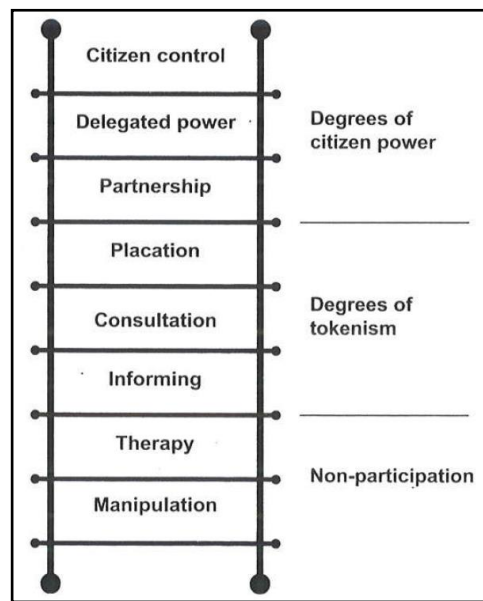 Citizen control
Delegated power
Partnership
Placation
Consultation
Informing
Therapy
Manipulation
Degrees of
citizen power
Degrees of
tokenism
Non-participation